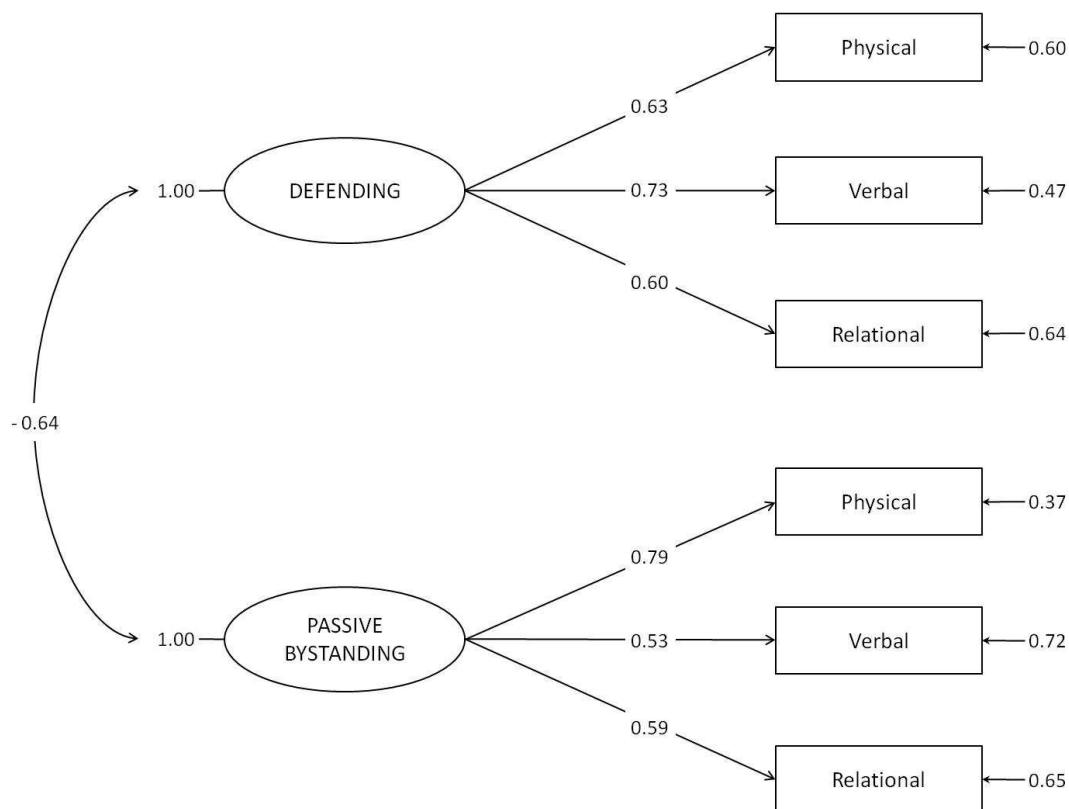 Physical
0.60
0.63
1.00
DEFENDING
0.73
Verbal
0.47
0.60
Relational
0.64
- 0.64
Physical
0.37
0.79
1.00
PASSIVE
BYSTANDING
0.53
Verbal
0.72
0.59
Relational
0.65